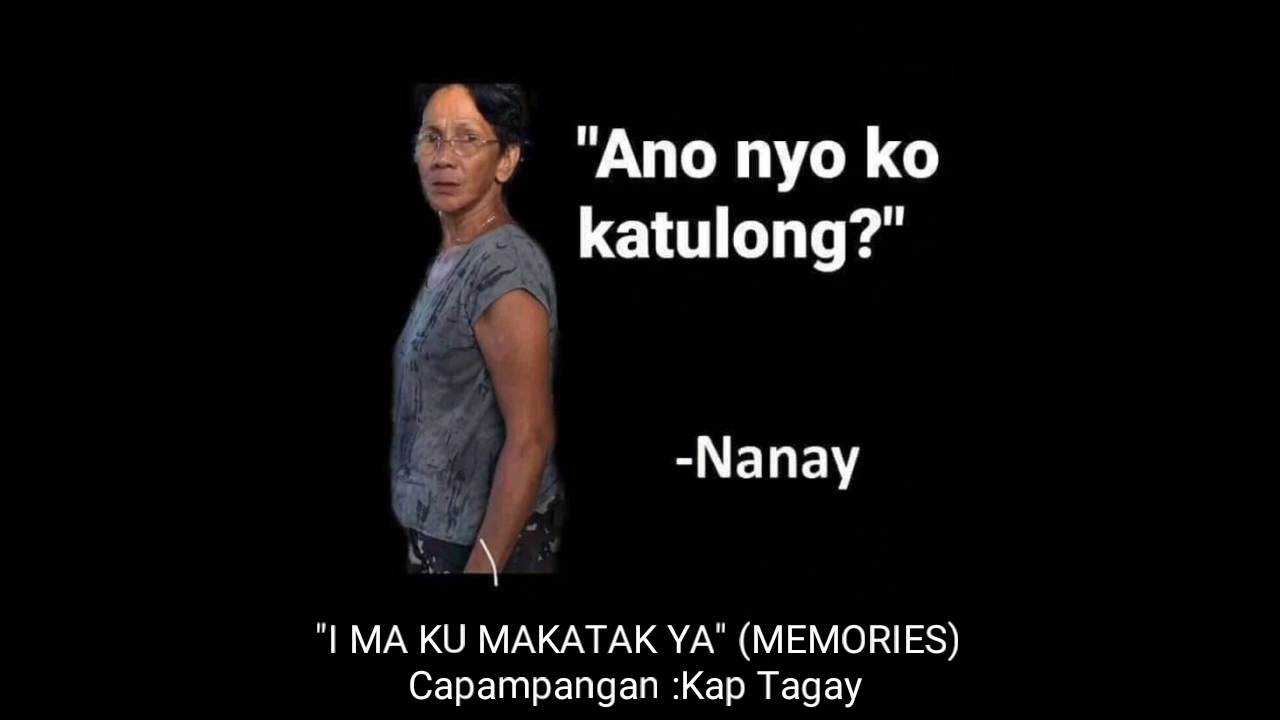 "Ano nyo ko
katulong?"
-Nanay
"I MA KU MAKATAK YA" (MEMORIES)
Capampangan :Kap Tagay